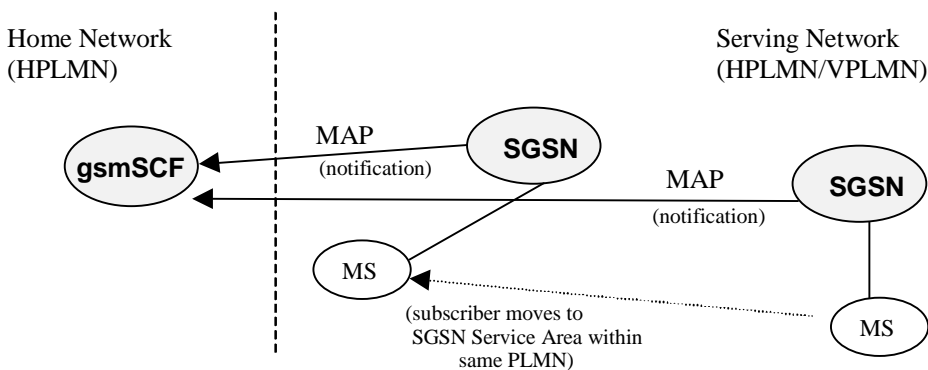 Home Network
(HPLMN)
Serving Network
(HPLMN/VPLMN)
MAP
(notification)
SGSN
gsmSCF
MAP
(notification)
SGSN
MS
(subscriber moves to
SGSN Service Area within
same PLMN)
MS